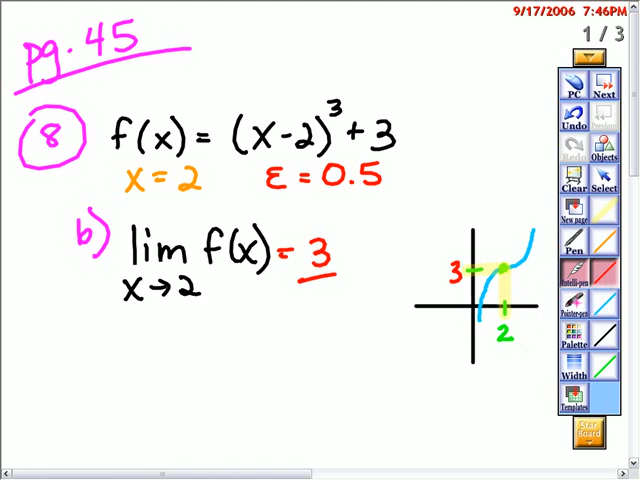 9/17/2006 7:46PM
1 / 3
pg. 45
8
f(x) = (x-2)³ + 3
x = 2 ε = 0.5
b) lim f(x) = 3
x→2
3
2
PC Next
Undo Previous
Redo Objects
Clear Select
New page
Pen
Intelli-pen
Pointer-pen
Palette
Width
Templates
Star Board